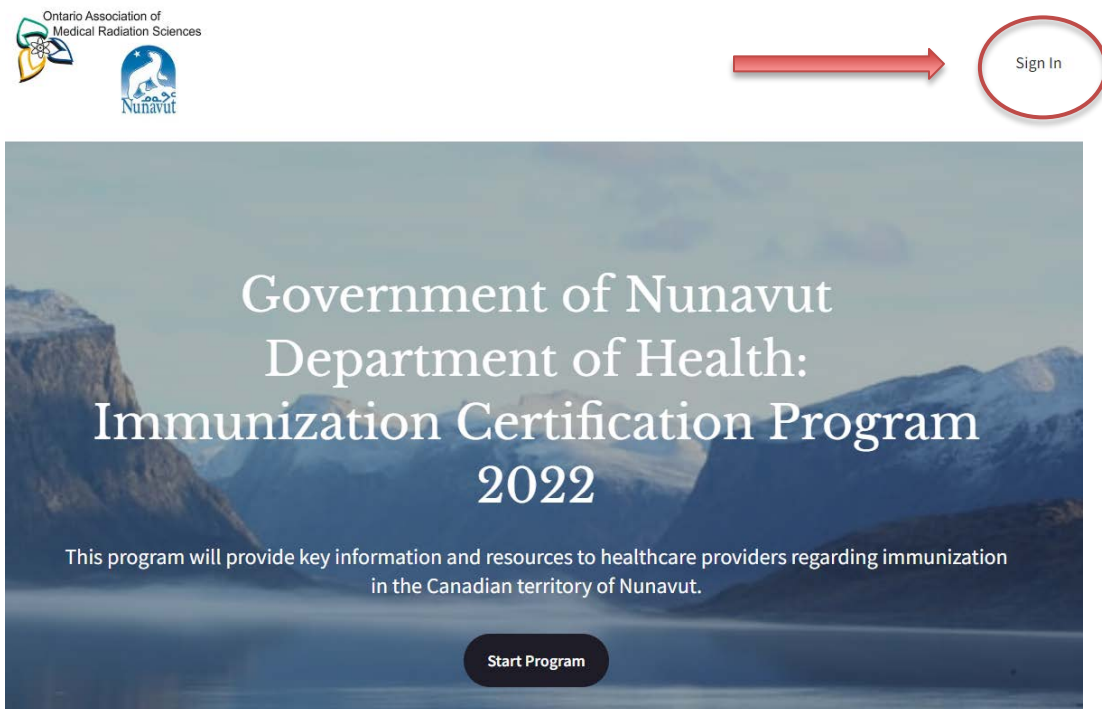 Ontario Association of
Medical Radiation Sciences
ᓄᓇᕗᑦ
Nunavut
Sign In
Government of Nunavut
Department of Health:
Immunization Certification Program
2022
This program will provide key information and resources to healthcare providers regarding immunization
in the Canadian territory of Nunavut.
Start Program